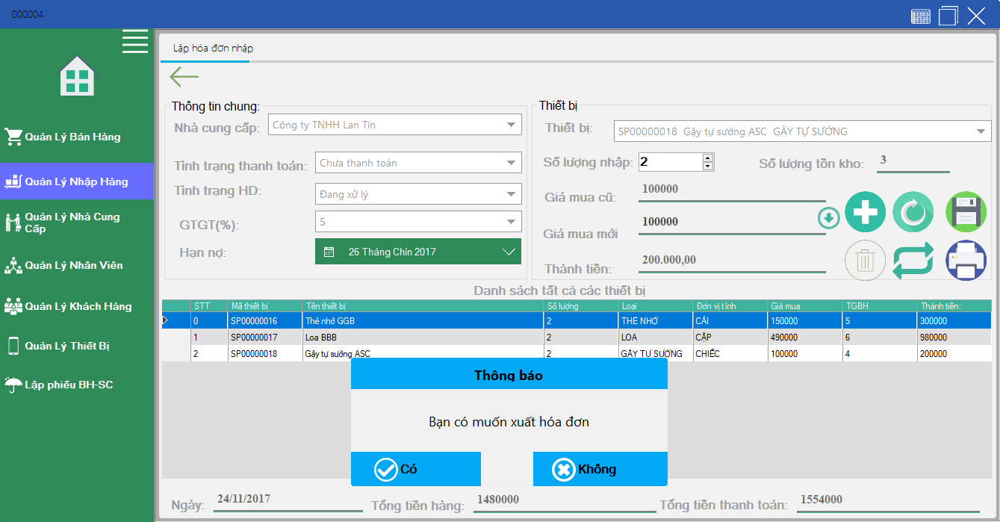 000004
Lập hóa đơn nhập
Quản Lý Bán Hàng
Quản Lý Nhập Hàng
Quản Lý Nhà Cung
Cấp
Quản Lý Nhân Viên
Quản Lý Khách Hàng
Quản Lý Thiết Bị
Lập phiếu BH-SC
Thông tin chung:
Nhà cung cấp: Công ty TNHH Lan Tín
Tình trạng thanh toán: Chưa thanh toán
Tình trạng HD: Đang xử lý
GTGT(%): 5
Hạn nợ: 26 Tháng Chín 2017
Thiết bị
Thiết bị: SP00000018 Gậy tự sướng ASC GẬY TỰ SƯỚNG
Số lượng nhập: 2 Số lượng tồn kho: 3
Giá mua cũ: 100000
Giá mua mới 100000
Thành tiền: 200.000,00
Danh sách tất cả các thiết bị
STT Mã thiết bị Tên thiết bị Số lượng Loại Đơn vị tính Giá mua TGBH Thành tiền:
0 SP00000016 Thẻ nhớ GGB 2 THẺ NHỚ CÁI 150000 5 300000
1 SP00000017 Loa BBB 2 LOA CẶP 490000 6 980000
2 SP00000018 Gậy tự sướng ASC 2 GẬY TỰ SƯỚNG CHIẾC 100000 4 200000
Thông báo
Bạn có muốn xuất hóa đơn
Có Không
Ngày: 24/11/2017 Tổng tiền hàng: 1480000 Tổng tiền thanh toán: 1554000